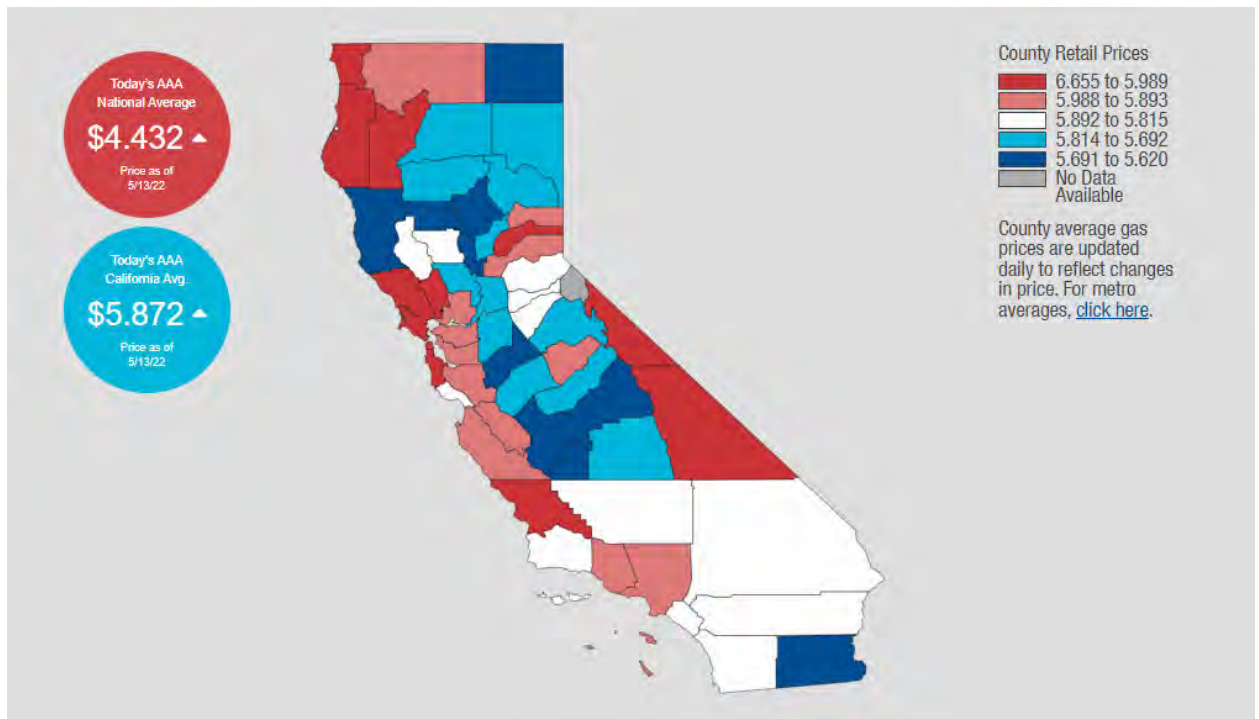 Today's AAA
National Average
$4.432
Price as of
5/13/22
Today's AAA
California Avg.
$5.872
Price as of
5/13/22
County Retail Prices
6.655 to 5.989
5.988 to 5.893
5.892 to 5.815
5.814 to 5.692
5.691 to 5.620
No Data
Available
County average gas
prices are updated
daily to reflect changes
in price. For metro
averages, click here.